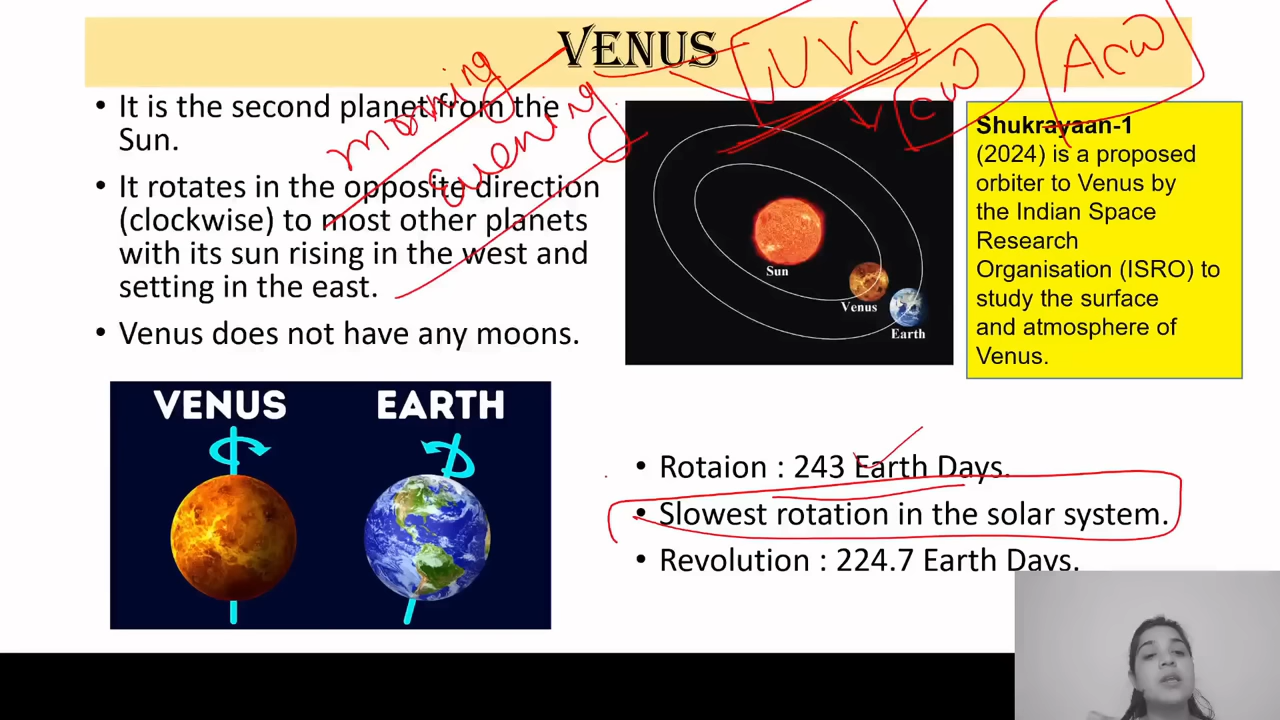 VENUS
• It is the second planet from the
Sun.
• It rotates in the opposite direction
(clockwise) to most other planets
with its sun rising in the west and
setting in the east.
• Venus does not have any moons.
morning
evening
CW
ACW
Sun
Venus
Earth
Shukrayaan-1
(2024) is a proposed
orbiter to Venus by
the Indian Space
Research
Organisation (ISRO) to
study the surface
and atmosphere of
Venus.
VENUS
EARTH
• Rotaion : 243 Earth Days.
• Slowest rotation in the solar system.
• Revolution : 224.7 Earth Days.